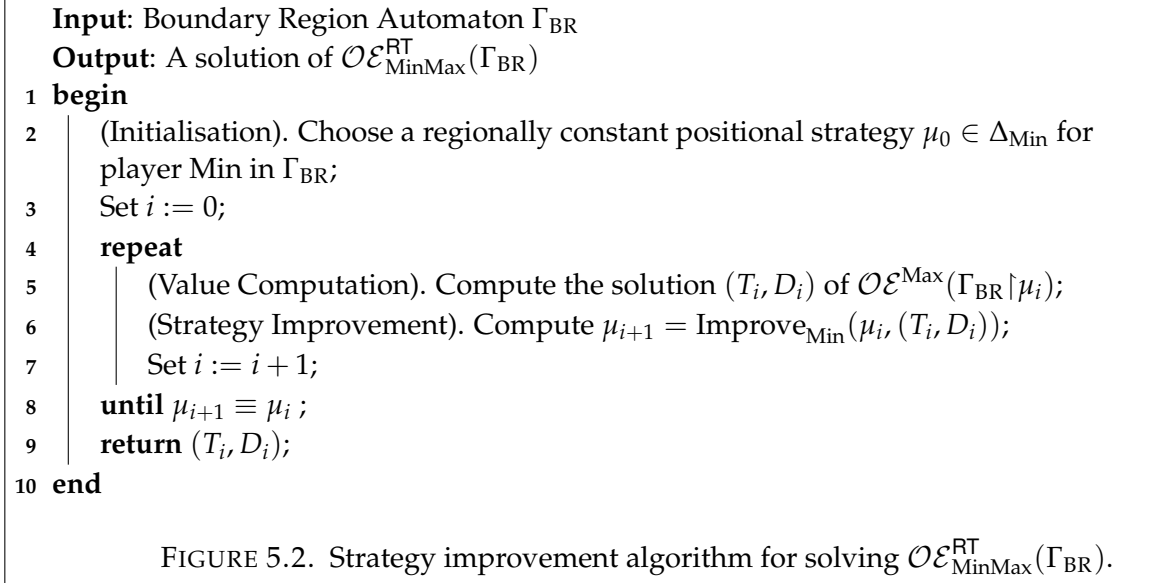 Input: Boundary Region Automaton Γ_BR
Output: A solution of 𝒪ℰ^RT_MinMax(Γ_BR)
1 begin
2 (Initialisation). Choose a regionally constant positional strategy μ₀ ∈ Δ_Min for
player Min in Γ_BR;
3 Set i := 0;
4 repeat
5 (Value Computation). Compute the solution (T_i, D_i) of 𝒪ℰ^Max(Γ_BR↾μ_i);
6 (Strategy Improvement). Compute μ_{i+1} = Improve_Min(μ_i, (T_i, D_i));
7 Set i := i + 1;
8 until μ_{i+1} ≡ μ_i ;
9 return (T_i, D_i);
10 end
FIGURE 5.2. Strategy improvement algorithm for solving 𝒪ℰ^RT_MinMax(Γ_BR).